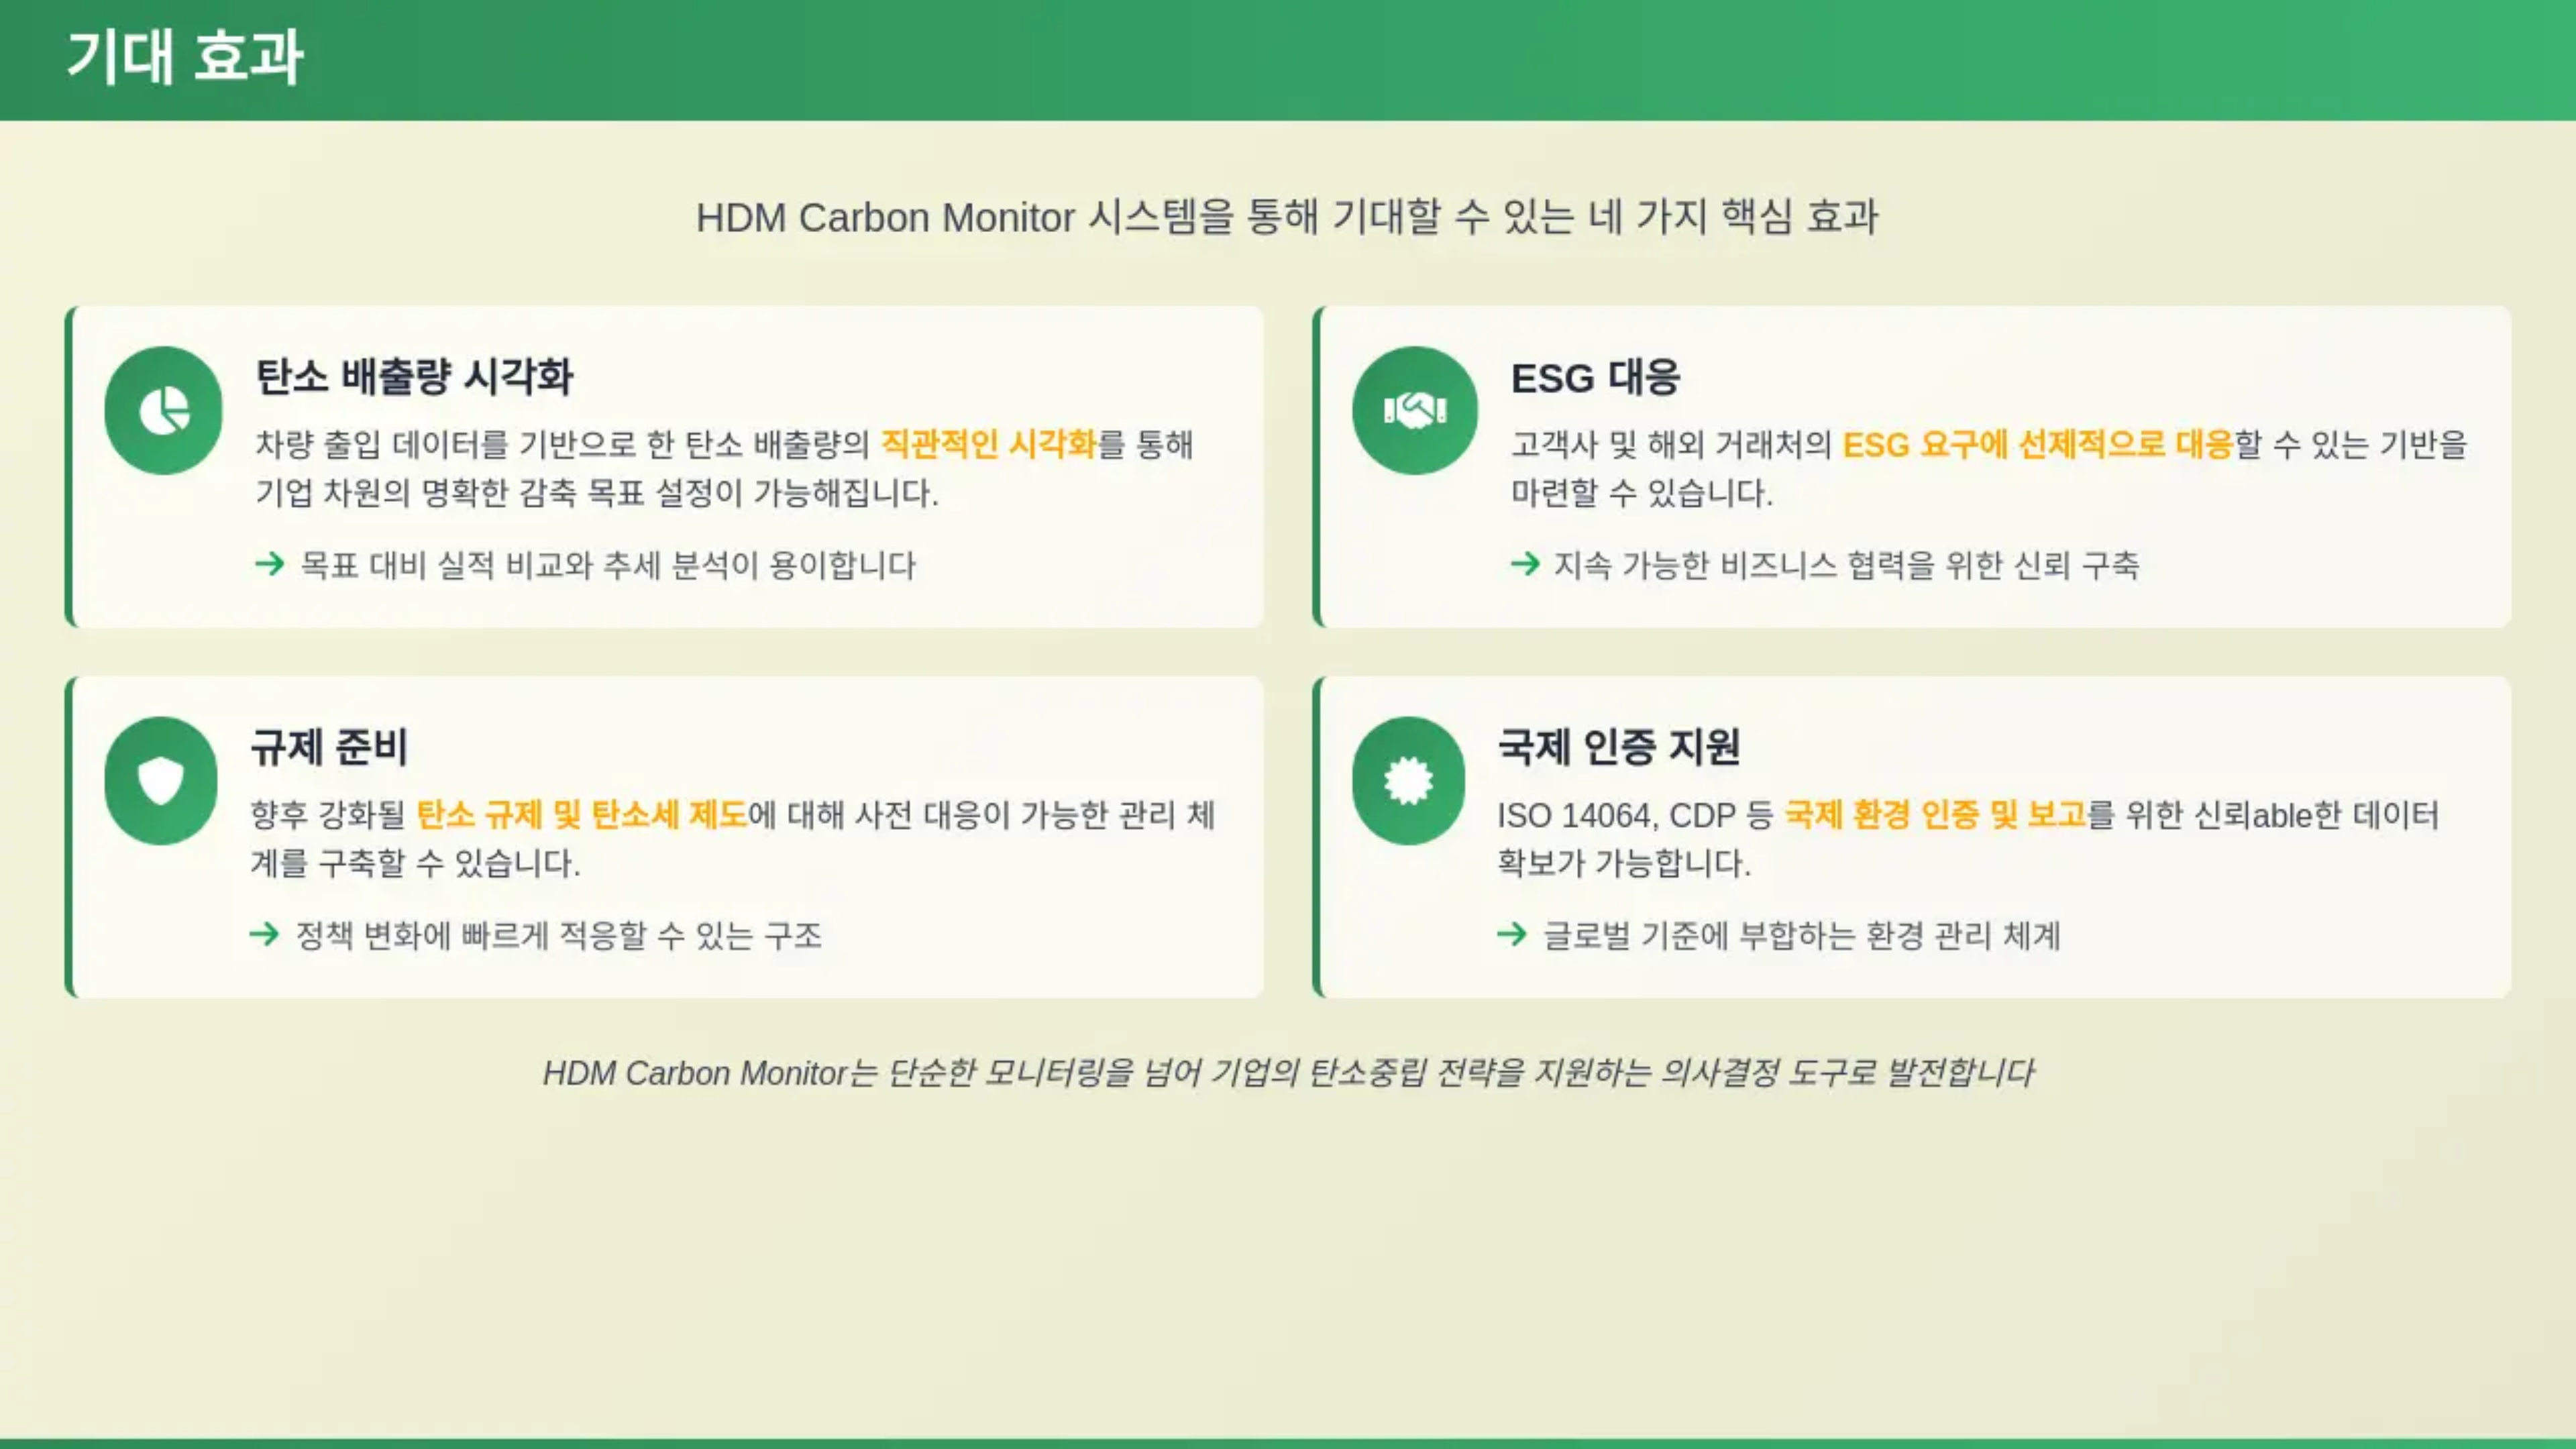 기대 효과
HDM Carbon Monitor 시스템을 통해 기대할 수 있는 네 가지 핵심 효과
탄소 배출량 시각화
차량 출입 데이터를 기반으로 한 탄소 배출량의 직관적인 시각화를 통해
기업 차원의 명확한 감축 목표 설정이 가능해집니다.
→ 목표 대비 실적 비교와 추세 분석이 용이합니다
ESG 대응
고객사 및 해외 거래처의 ESG 요구에 선제적으로 대응할 수 있는 기반을
마련할 수 있습니다.
→ 지속 가능한 비즈니스 협력을 위한 신뢰 구축
규제 준비
향후 강화될 탄소 규제 및 탄소세 제도에 대해 사전 대응이 가능한 관리 체
계를 구축할 수 있습니다.
→ 정책 변화에 빠르게 적응할 수 있는 구조
국제 인증 지원
ISO 14064, CDP 등 국제 환경 인증 및 보고를 위한 신뢰able한 데이터
확보가 가능합니다.
→ 글로벌 기준에 부합하는 환경 관리 체계
HDM Carbon Monitor는 단순한 모니터링을 넘어 기업의 탄소중립 전략을 지원하는 의사결정 도구로 발전합니다